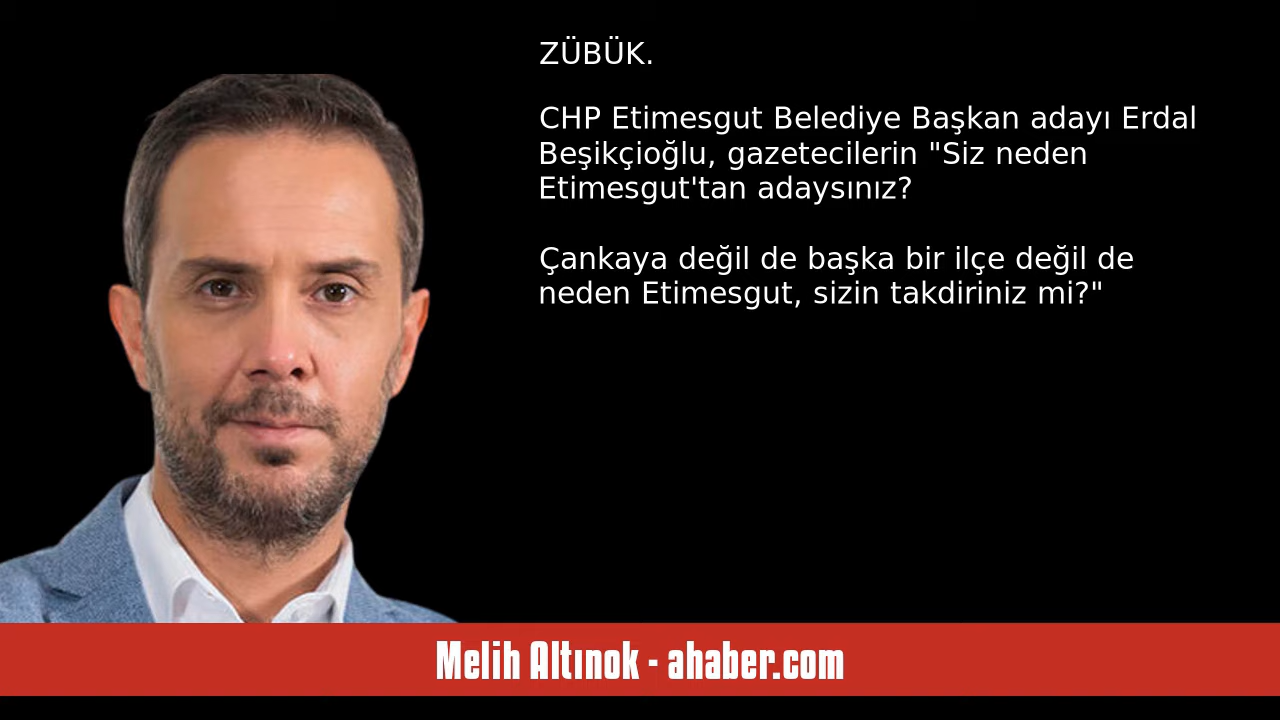 ZÜBÜK.
CHP Etimesgut Belediye Başkan adayı Erdal
Beşikçioğlu, gazetecilerin "Siz neden
Etimesgut'tan adaysınız?
Çankaya değil de başka bir ilçe değil de
neden Etimesgut, sizin takdiriniz mi?"
Melih Altınok - ahaber.com